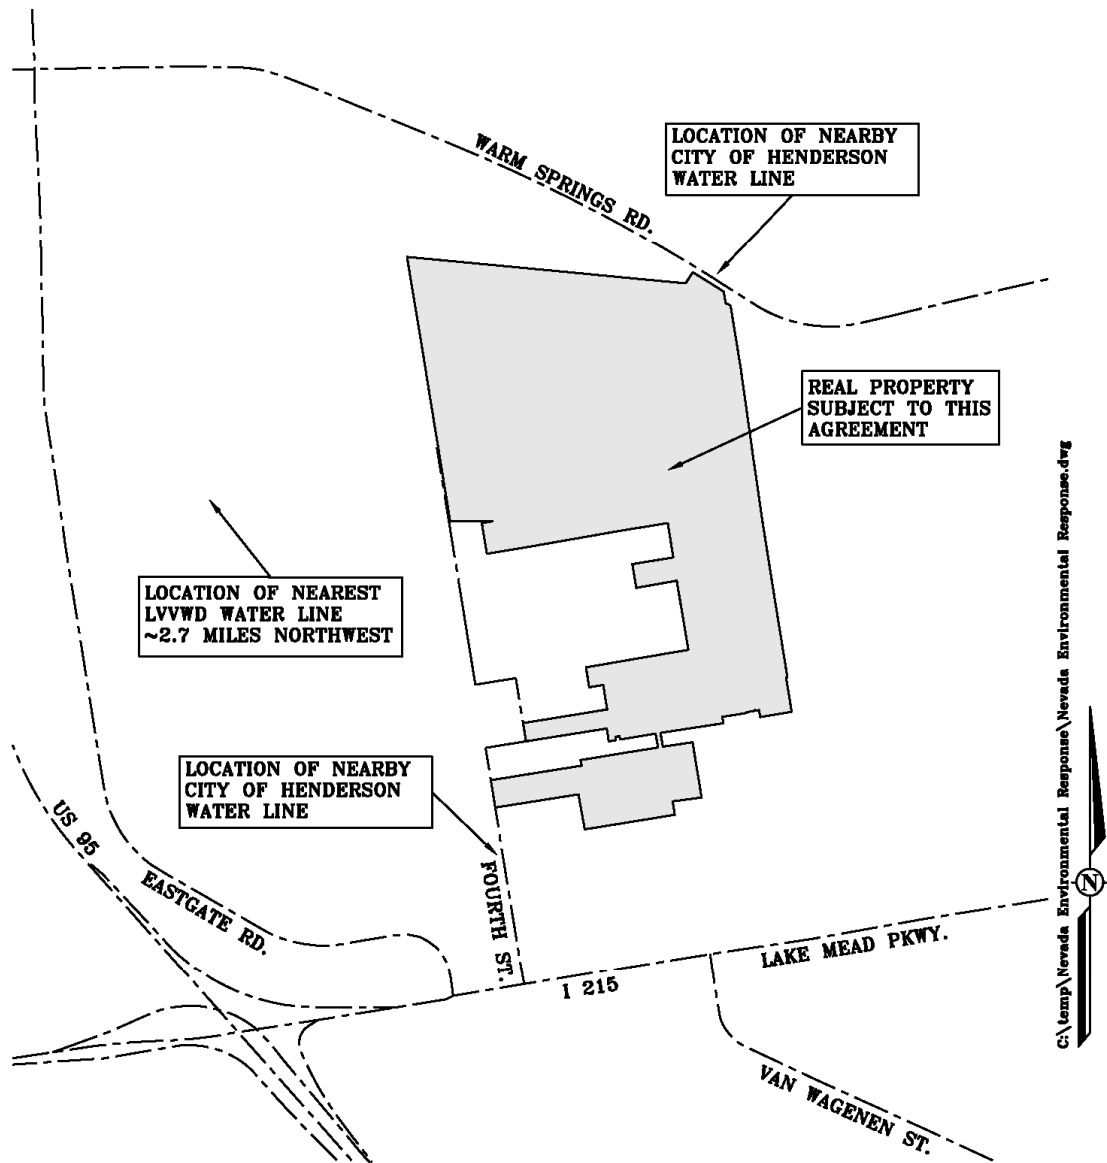 WARM SPRINGS RD.
LOCATION OF NEARBY
CITY OF HENDERSON
WATER LINE
REAL PROPERTY
SUBJECT TO THIS
AGREEMENT
LOCATION OF NEAREST
LVVWD WATER LINE
~2.7 MILES NORTHWEST
LOCATION OF NEARBY
CITY OF HENDERSON
WATER LINE
US 95
EASTGATE RD.
FOURTH ST.
I 215
LAKE MEAD PKWY.
VAN WAGENEN ST.
C:\temp\Nevada Environmental Response\Nevada Environmental Response.dwg
N